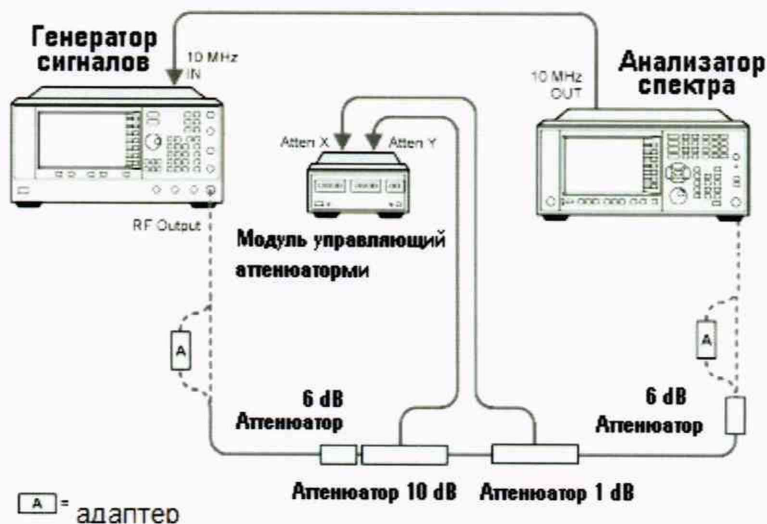 Генератор
сигналов
10 MHz
IN
10 MHz
OUT
Анализатор
спектра
Atten X
Atten Y
RF Output
Модуль управляющий
аттенюаторми
A
A
6 dB
Аттенюатор
6 dB
Аттенюатор
Аттенюатор 10 dB
Аттенюатор 1 dB
A =
адаптер